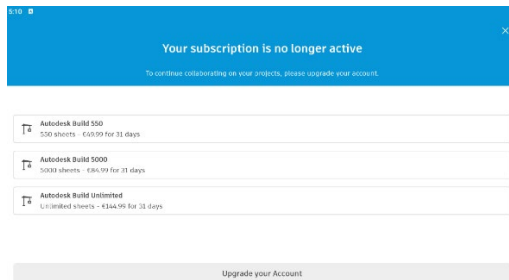 5:10
Your subscription is no longer active
To continue collaborating on your projects, please upgrade your account.
Autodesk Build 550
550 sheets - €49.99 for 31 days
Autodesk Build 5000
5000 sheets - €84.99 for 31 days
Autodesk Build Unlimited
Unlimited sheets - €144.99 for 31 days
Upgrade your Account